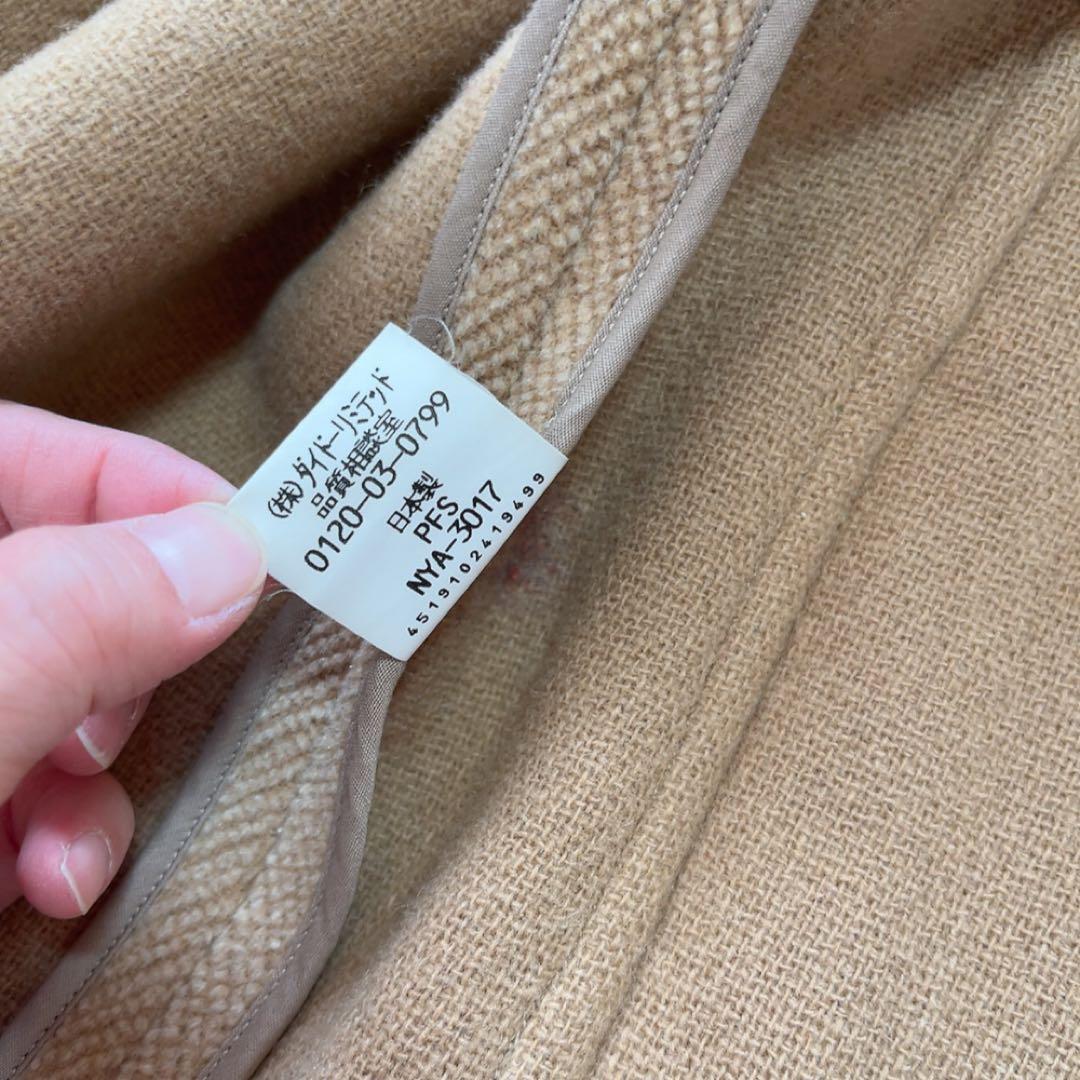 (株)ダイドーリミテッド
品質相談室
0120-03-0799
日本製
PFS
NYA-3017
4519102419499